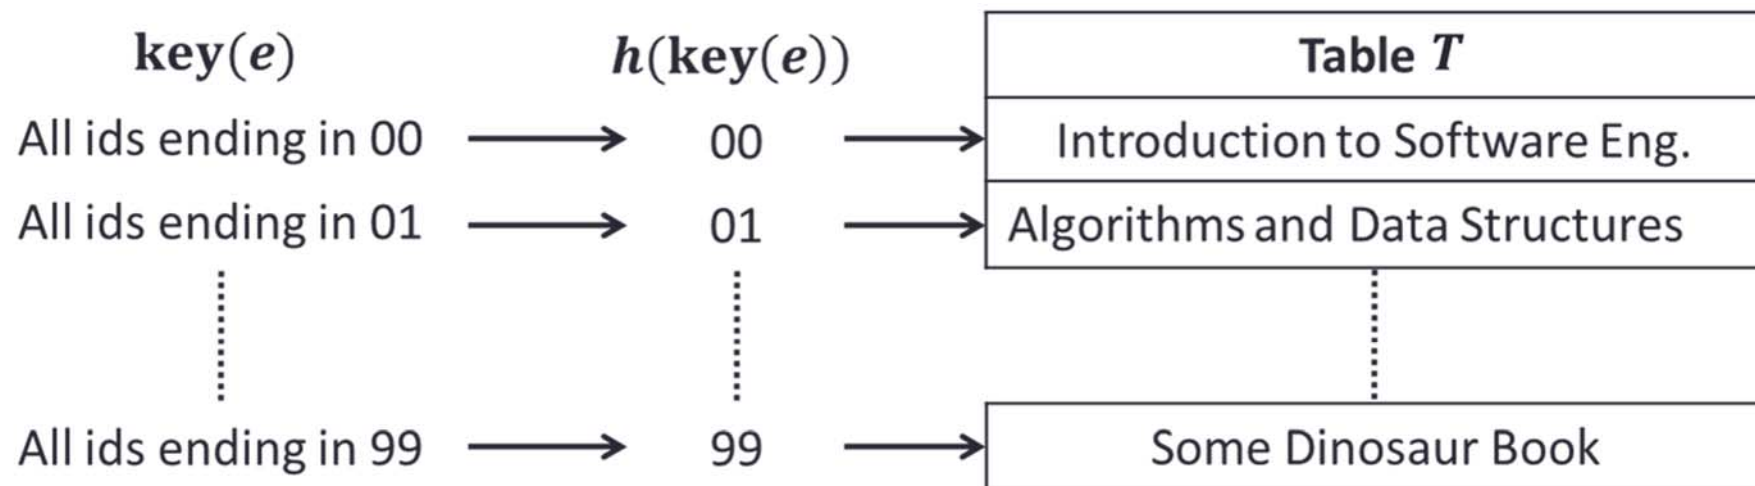 key(e) h(key(e)) Table T
All ids ending in 00 00 Introduction to Software Eng.
All ids ending in 01 01 Algorithms and Data Structures
All ids ending in 99 99 Some Dinosaur Book